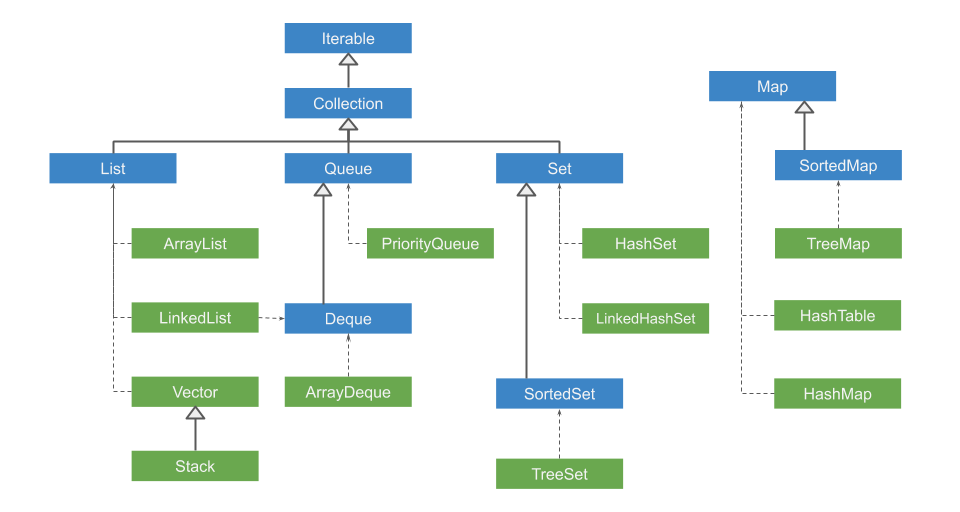 Iterable
Collection
Map
List
Queue
Set
SortedMap
ArrayList
PriorityQueue
HashSet
TreeMap
LinkedList
Deque
LinkedHashSet
HashTable
Vector
ArrayDeque
SortedSet
HashMap
Stack
TreeSet